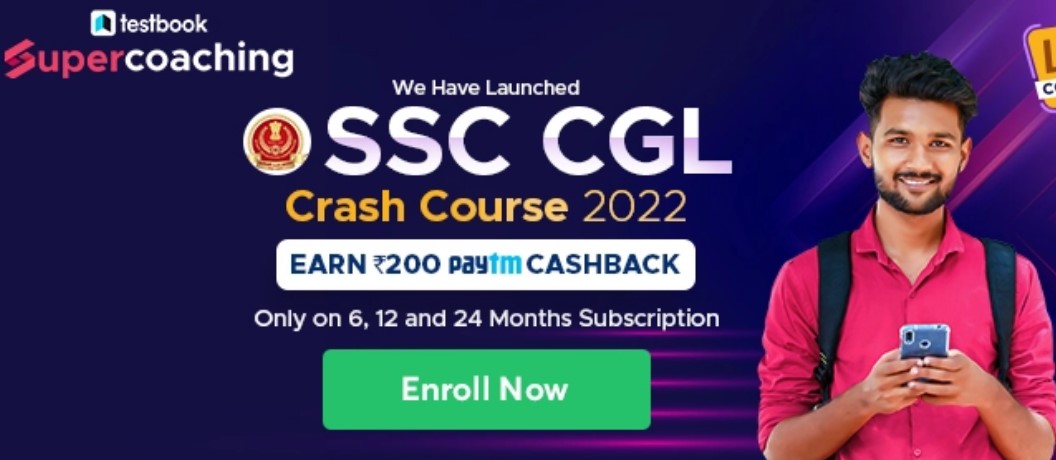 testbook
Supercoaching
We Have Launched
SSC CGL
Crash Course 2022
EARN ₹200 paytm CASHBACK
Only on 6, 12 and 24 Months Subscription
Enroll Now